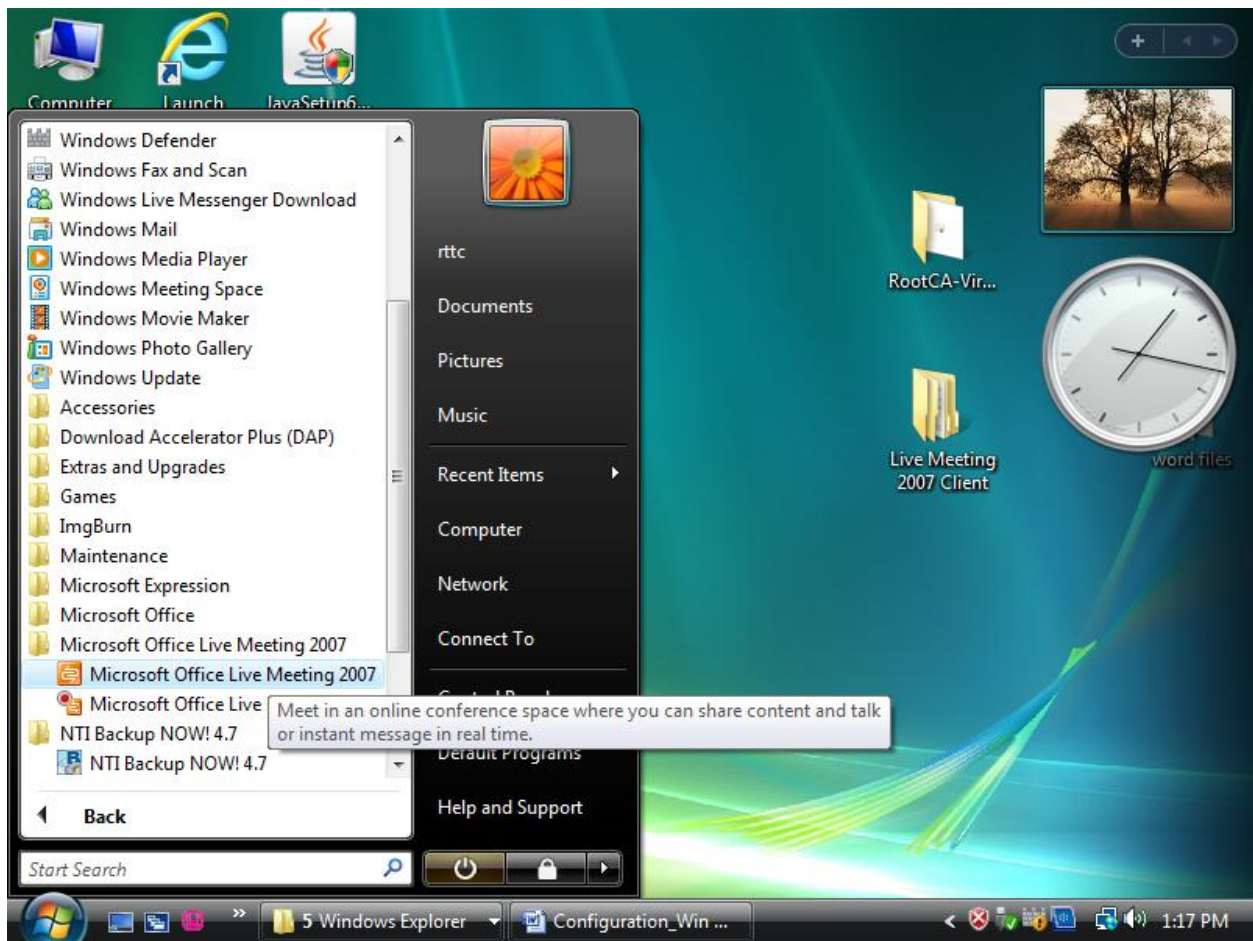 Computer
Launch
JavaSetup6...
Windows Defender
Windows Fax and Scan
Windows Live Messenger Download
Windows Mail
Windows Media Player
Windows Meeting Space
Windows Movie Maker
Windows Photo Gallery
Windows Update
Accessories
Download Accelerator Plus (DAP)
Extras and Upgrades
Games
ImgBurn
Maintenance
Microsoft Expression
Microsoft Office
Microsoft Office Live Meeting 2007
Microsoft Office Live Meeting 2007
Microsoft Office Live
NTI Backup NOW! 4.7
NTI Backup NOW! 4.7
Back
Start Search
rttc
Documents
Pictures
Music
Recent Items
Computer
Network
Connect To
Meet in an online conference space where you can share content and talk
or instant message in real time.
Default Programs
Help and Support
RootCA-Vir...
Live Meeting
2007 Client
word files
5 Windows Explorer
Configuration_Win ...
1:17 PM